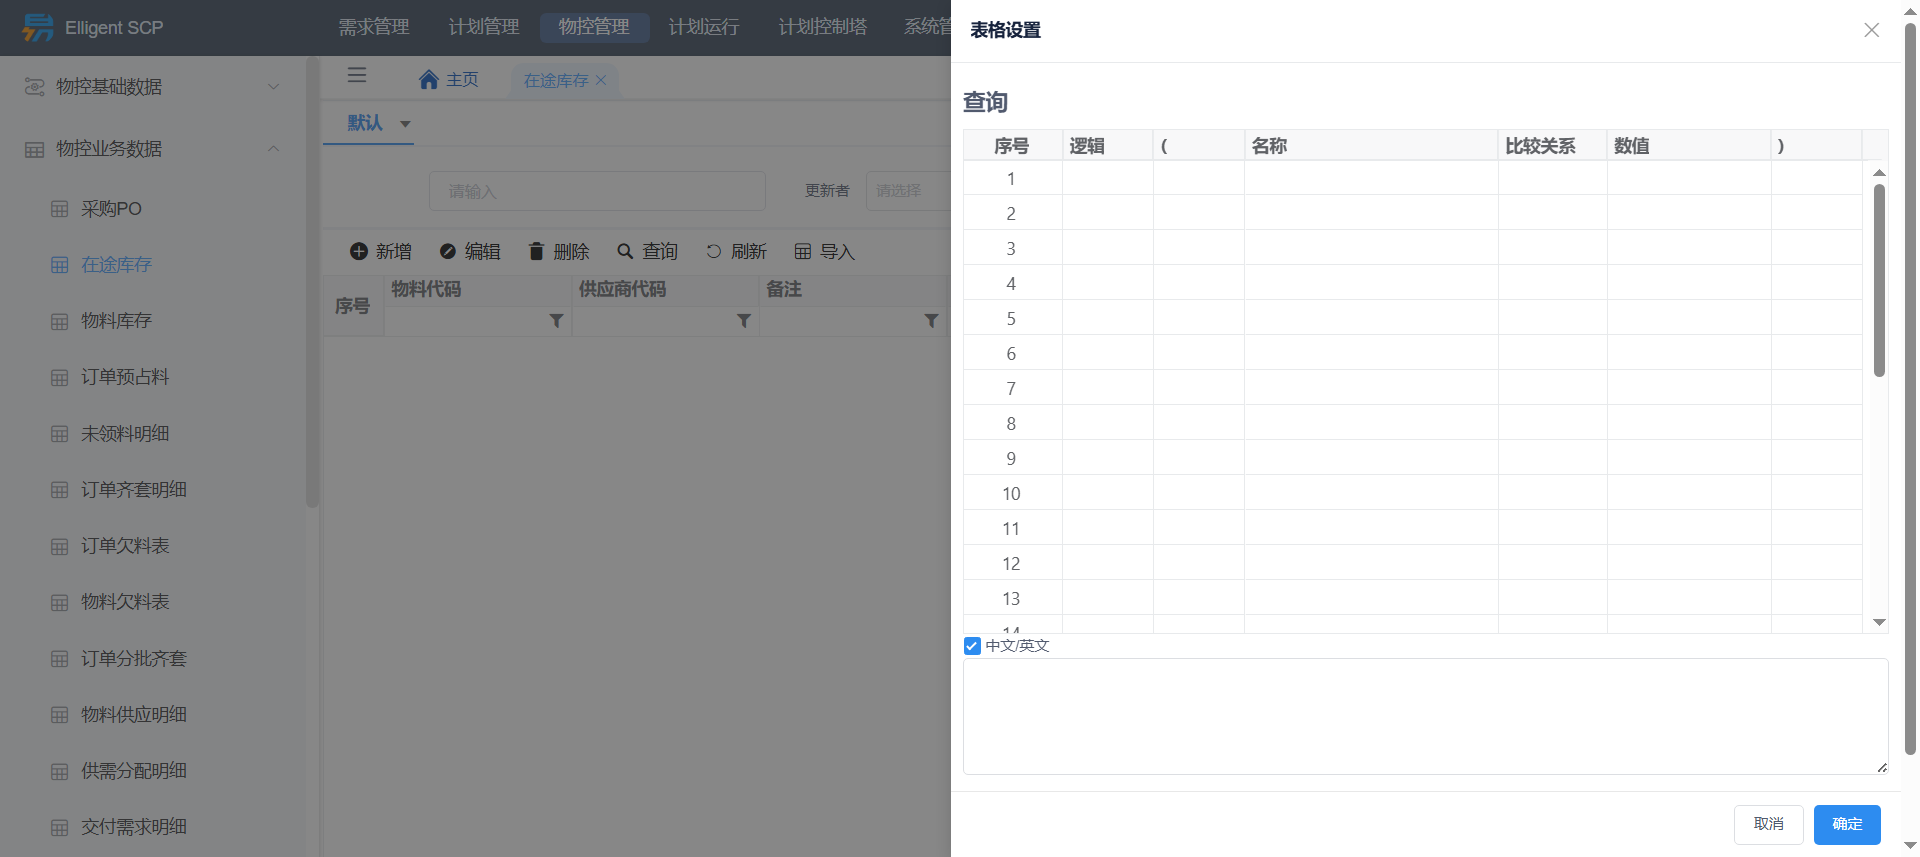 Elligent SCP
需求管理
计划管理
物控管理
计划运行
计划控制塔
物控基础数据
物控业务数据
采购PO
在途库存
物料库存
订单预占料
未领料明细
订单齐套明细
订单欠料表
物料欠料表
订单分批齐套
物料供应明细
供需分配明细
交付需求明细
主页
在途库存
默认
请输入
更新者
请选择
新增
编辑
删除
查询
刷新
导入
序号
物料代码
供应商代码
备注
表格设置
查询
序号 逻辑 ( 名称 比较关系 数值 )
1
2
3
4
5
6
7
8
9
10
11
12
13
14
中文/英文
取消
确定